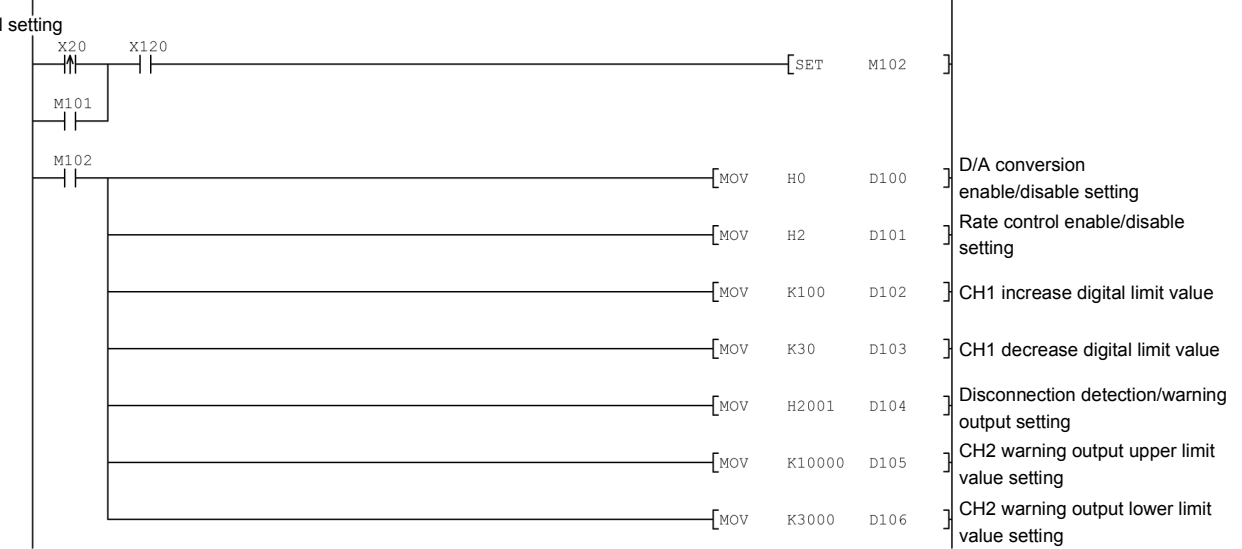 l setting
X20 X120
SET M102
M101
M102
MOV H0 D100
D/A conversion
enable/disable setting
MOV H2 D101
Rate control enable/disable
setting
MOV K100 D102
CH1 increase digital limit value
MOV K30 D103
CH1 decrease digital limit value
MOV H2001 D104
Disconnection detection/warning
output setting
MOV K10000 D105
CH2 warning output upper limit
value setting
MOV K3000 D106
CH2 warning output lower limit
value setting